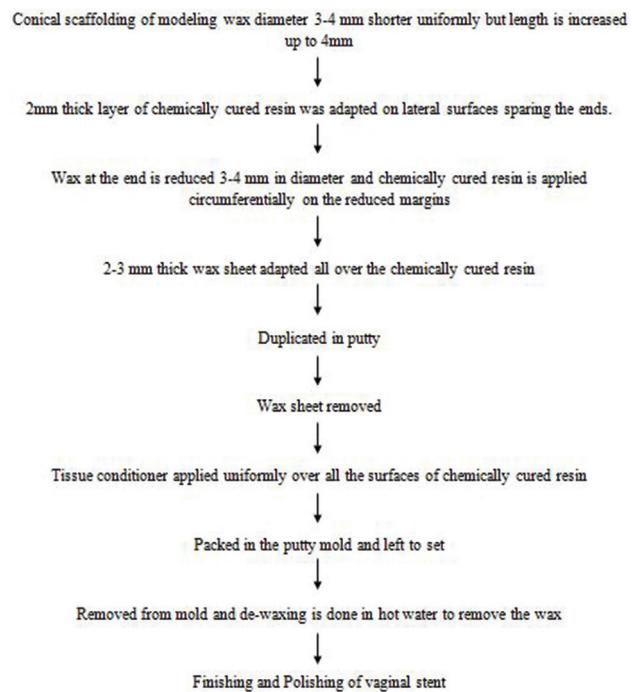 Conical scaffolding of modeling wax diameter 3-4 mm shorter uniformly but length is increased
up to 4mm
2mm thick layer of chemically cured resin was adapted on lateral surfaces sparing the ends.
Wax at the end is reduced 3-4 mm in diameter and chemically cured resin is applied
circumferentially on the reduced margins
2-3 mm thick wax sheet adapted all over the chemically cured resin
Duplicated in putty
Wax sheet removed
Tissue conditioner applied uniformly over all the surfaces of chemically cured resin
Packed in the putty mold and left to set
Removed from mold and de-waxing is done in hot water to remove the wax
Finishing and Polishing of vaginal stent